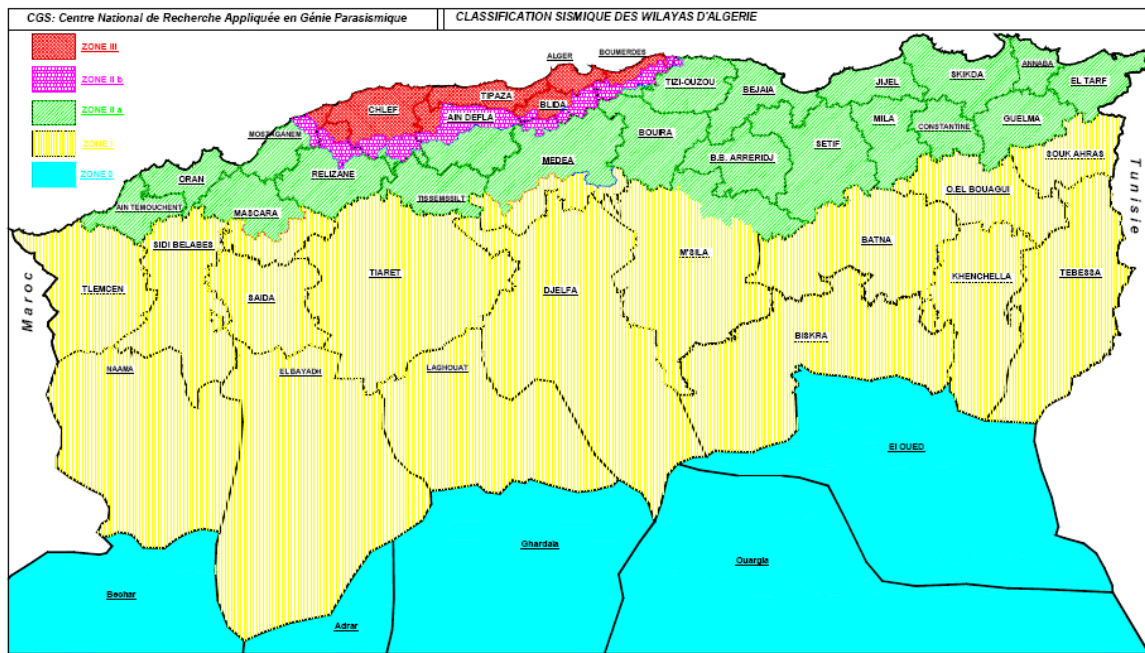 CGS: Centre National de Recherche Appliquée en Génie Parasismique
CLASSIFICATION SISMIQUE DES WILAYAS D'ALGERIE
ZONE III
ZONE II b
ZONE II a
ZONE I
ZONE 0
ALGER
BOUMERDES
TIPAZA
CHLEF
BLIDA
AIN DEFLA
TIZI-OUZOU
BEJAIA
JIJEL
SKIKDA
ANNABA
EL TARF
MOSTAGANEM
BOUIRA
MILA
CONSTANTINE
GUELMA
SETIF
MEDEA
B.B. ARRERIDJ
SOUK AHRAS
ORAN
RELIZANE
O.EL BOUAGUI
AIN TEMOUCHENT
MASCARA
TISSEMSSILT
SIDI BELABES
M'SILA
BATNA
TLEMCEN
SAIDA
TIARET
DJELFA
KHENCHELLA
TEBESSA
BISKRA
NAAMA
EL BAYADH
LAGHOUAT
El OUED
Ghardaia
Ouargla
Bechar
Adrar
Maroc
Tunisie